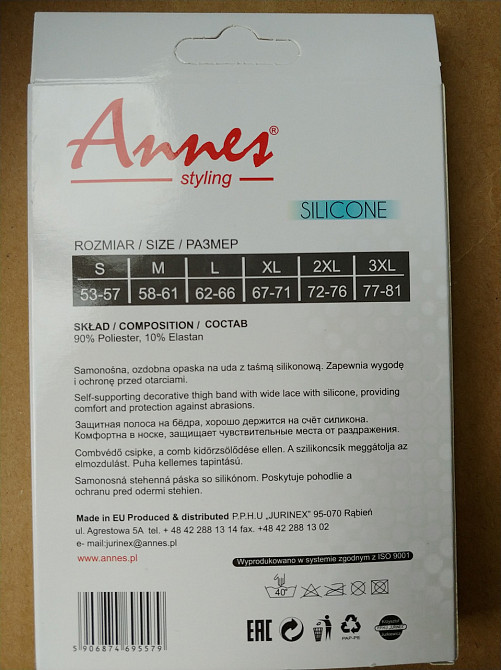 Annes®
styling
SILICONE
ROZMIAR / SIZE / PA3MEP
S M L XL 2XL 3XL
53-57 58-61 62-66 67-71 72-76 77-81
SKŁAD / COMPOSITION / СОСТАВ
90% Poliester, 10% Elastan
Samonośna, ozdobna opaska na uda z taśmą silikonową. Zapewnia wygodę
i ochronę przed otarciami.
Self-supporting decorative thigh band with wide lace with silicone, providing
comfort and protection against abrasions.
Защитная полоса на бёдра, хорошо держится на счёт силикона.
Комфортна в носке, защищает чувствительные места от раздражения.
Combvédő csipke, a comb kidörzsölődése ellen. A szilikoncsík meggátolja az
elmozdulást. Puha kellemes tapintású.
Samonosná stehenná páska so silikónom. Poskytuje pohodlie a
ochranu pred odermi stehien.
Made in EU Produced & distributed P.P.H.U „JURINEX" 95-070 Rąbień
ul. Agrestowa 5A tel. + 48 42 288 13 14 fax. +48 42 288 13 02
e- mail:jurinex@annes.pl
www.annes.pl
Wyprodukowano w systemie zgodnym z ISO 9001
40°
5 906874 695579
EAC
PAP-FE